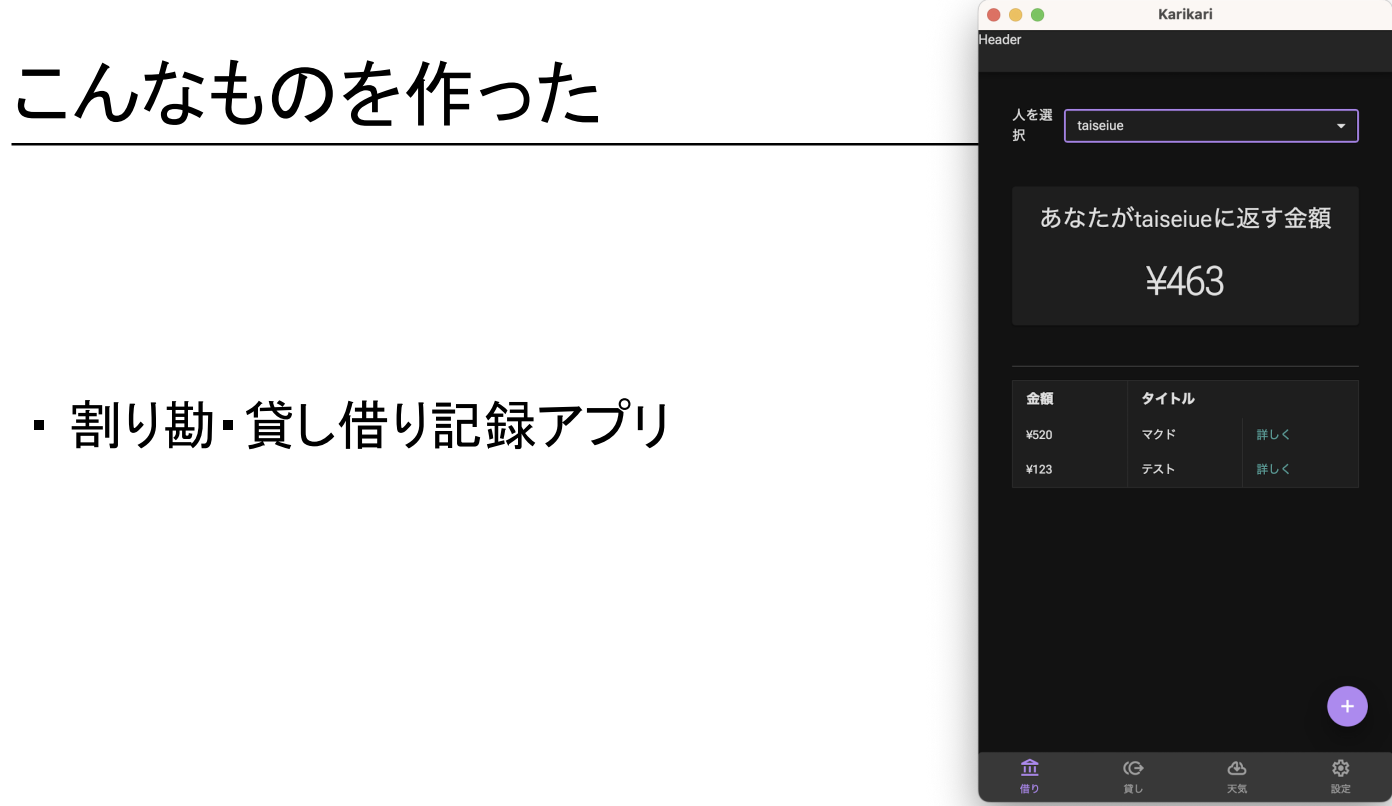 こんなものを作った
・割り勘・貸し借り記録アプリ
Karikari
Header
人を選
択
taiseiue
あなたがtaiseiueに返す金額
¥463
金額 タイトル
¥520 マクド 詳しく
¥123 テスト 詳しく
+
借り 貸し 天気 設定